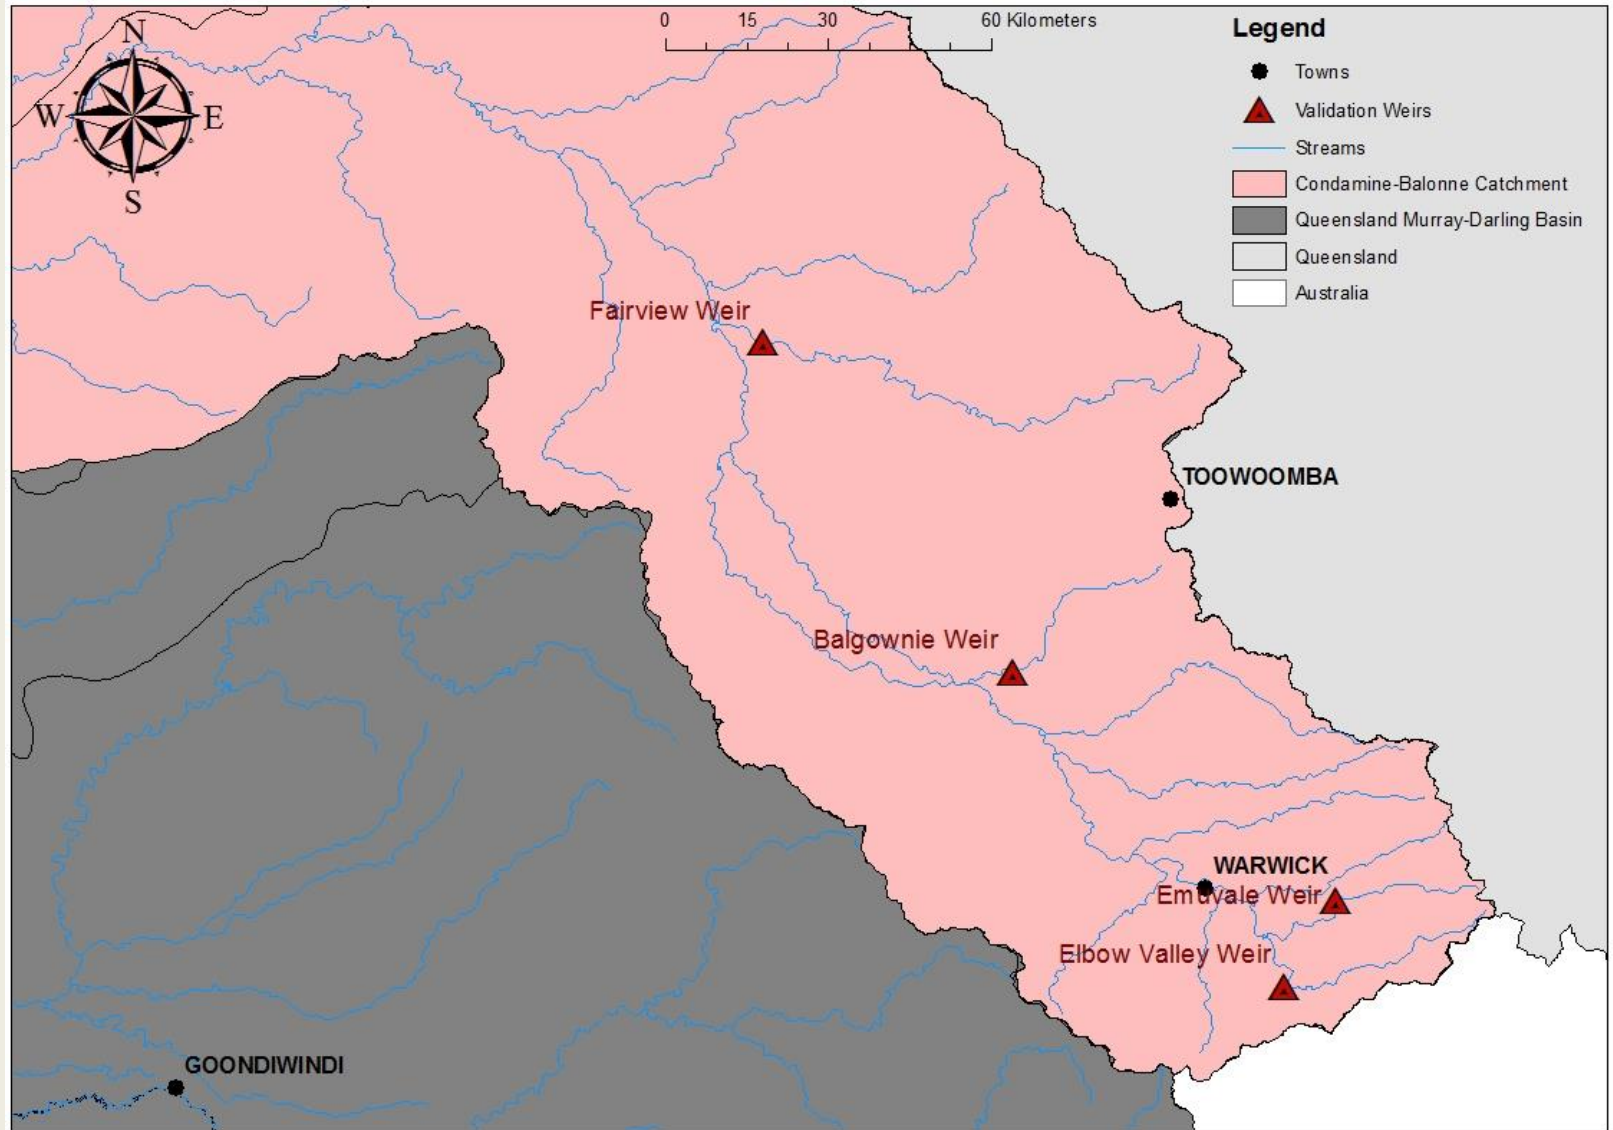 0 15 30 60 Kilometers
Legend
Towns
Validation Weirs
Streams
Condamine-Balonne Catchment
Queensland Murray-Darling Basin
Queensland
Australia
N
W E
S
Fairview Weir
TOOWOOMBA
Balgownie Weir
WARWICK
Emuvale Weir
Elbow Valley Weir
GOONDIWINDI